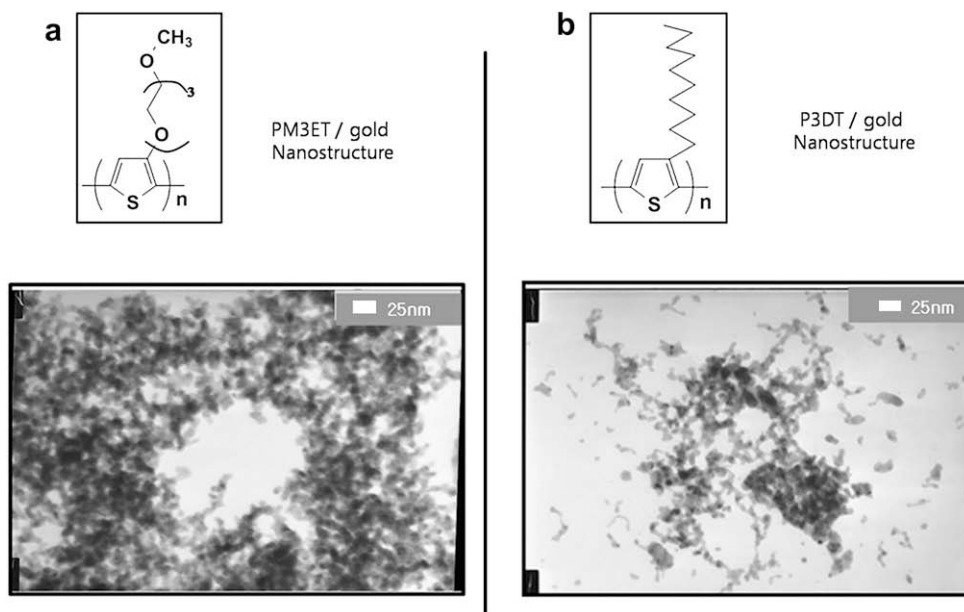 a
CH3
O
3
O
S
n
PM3ET / gold
Nanostructure
25nm
b
S
n
P3DT / gold
Nanostructure
25nm